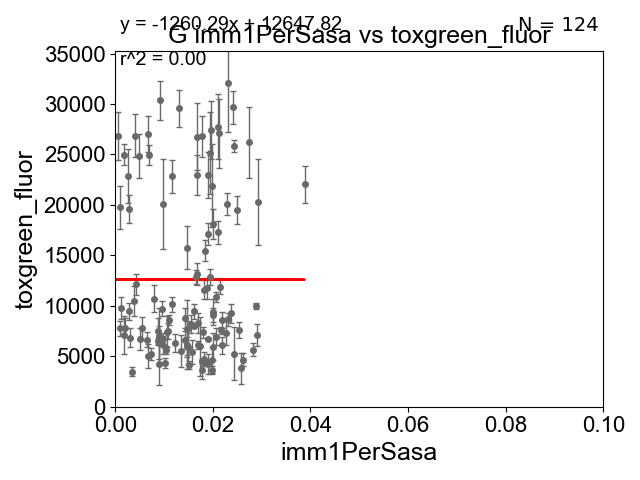 y = -1260.29x + 12647.82
N = 124
G imm1PerSasa vs toxgreen_fluor
r^2 = 0.00
35000
30000
25000
20000
15000
10000
5000
0
toxgreen_fluor
0.00 0.02 0.04 0.06 0.08 0.10
imm1PerSasa